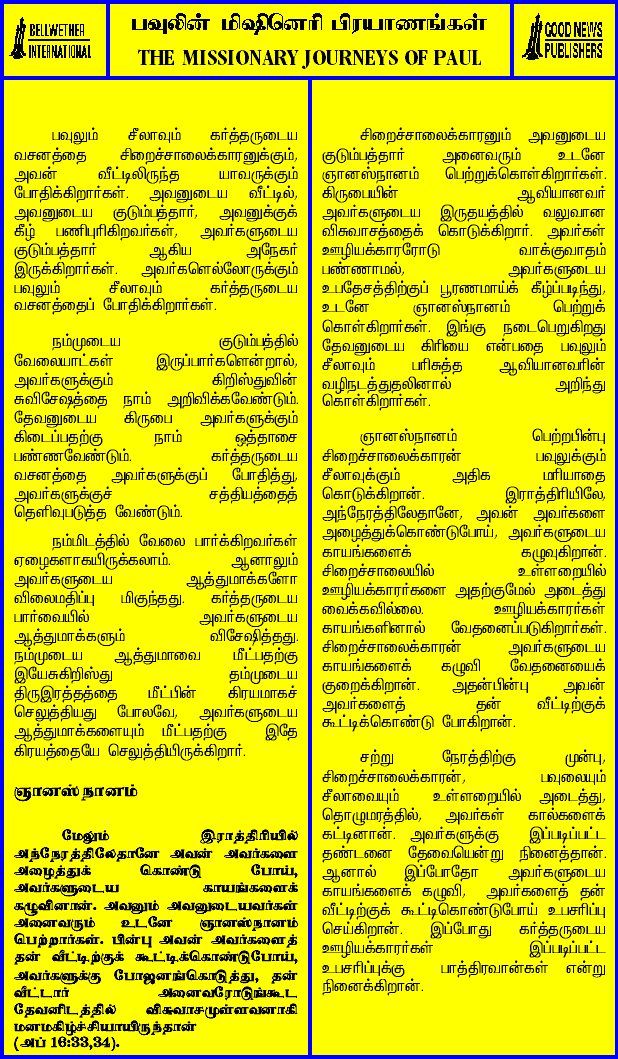 BELLWETHER
INTERNATIONAL
பவுலின் மிஷினெரி பிரயாணங்கள்
THE MISSIONARY JOURNEYS OF PAUL
GOOD NEWS
PUBLISHERS
பவுலும் சீலாவும் கர்த்தருடைய
வசனத்தை சிறைச்சாலைக்காரனுக்கும்,
அவன் வீட்டிலிருந்த யாவருக்கும்
போதிக்கிறார்கள். அவனுடைய வீட்டில்,
அவனுடைய குடும்பத்தார், அவனுக்குக்
கீழ் பணிபுரிகிறவர்கள், அவர்களுடைய
குடும்பத்தார் ஆகிய அநேகர்
இருக்கிறார்கள். அவர்களெல்லோருக்கும்
பவுலும் சீலாவும் கர்த்தருடைய
வசனத்தைப் போதிக்கிறார்கள்.
நம்முடைய குடும்பத்தில்
வேலையாட்கள் இருப்பார்களென்றால்,
அவர்களுக்கும் கிறிஸ்துவின்
சுவிசேஷத்தை நாம் அறிவிக்கவேண்டும்.
தேவனுடைய கிருபை அவர்களுக்கும்
கிடைப்பதற்கு நாம் ஒத்தாசை
பண்ணவேண்டும். கர்த்தருடைய
வசனத்தை அவர்களுக்குப் போதித்து,
அவர்களுக்குச் சத்தியத்தைத்
தெளிவுபடுத்த வேண்டும்.
நம்மிடத்தில் வேலை பார்க்கிறவர்கள்
ஏழைகளாகயிருக்கலாம். ஆனாலும்
அவர்களுடைய ஆத்துமாக்களோ
விலைமதிப்பு மிகுந்தது. கர்த்தருடைய
பார்வையில் அவர்களுடைய
ஆத்துமாக்களும் விசேஷித்தது.
நம்முடைய ஆத்துமாவை மீட்பதற்கு
இயேசுகிறிஸ்து தம்முடைய
திருஇரத்தத்தை மீட்பின் கிரயமாகச்
செலுத்தியது போலவே, அவர்களுடைய
ஆத்துமாக்களையும் மீட்பதற்கு இதே
கிரயத்தையே செலுத்தியிருக்கிறார்.
ஞானஸ்நானம்
மேலும் இராத்திரியில்
அந்நேரத்திலேதானே அவன் அவர்களை
அழைத்துக் கொண்டு போய்,
அவர்களுடைய காயங்களைக்
கழுவினான். அவனும் அவனுடையவர்கள்
அனைவரும் உடனே ஞானஸ்நானம்
பெற்றார்கள். பின்பு அவன் அவர்களைத்
தன் வீட்டிற்குக் கூட்டிக்கொண்டுபோய்,
அவர்களுக்கு போஜனங்கொடுத்து, தன்
வீட்டார் அனைவரோடுங்கூட
தேவனிடத்தில் விசுவாசமுள்ளவனாகி
மனமகிழ்ச்சியாயிருந்தான்
(அப் 16:33,34).
சிறைச்சாலைக்காரனும் அவனுடைய
குடும்பத்தார் அனைவரும் உடனே
ஞானஸ்நானம் பெற்றுக்கொள்கிறார்கள்.
கிருபையின் ஆவியானவர்
அவர்களுடைய இருதயத்தில் வலுவான
விசுவாசத்தைக் கொடுக்கிறார். அவர்கள்
ஊழியக்காரரோடு வாக்குவாதம்
பண்ணாமல், அவர்களுடைய
உபதேசத்திற்குப் பூரணமாய்க் கீழ்ப்படிந்து,
உடனே ஞானஸ்நானம் பெற்றுக்
கொள்கிறார்கள். இங்கு நடைபெறுகிறது
தேவனுடைய கிரியை என்பதை பவுலும்
சீலாவும் பரிசுத்த ஆவியானவரின்
வழிநடத்துதலினால் அறிந்து
கொள்கிறார்கள்.
ஞானஸ்நானம் பெற்றபின்பு
சிறைச்சாலைக்காரன் பவுலுக்கும்
சீலாவுக்கும் அதிக மரியாதை
கொடுக்கிறான். இராத்திரியிலே,
அந்நேரத்திலேதானே, அவன் அவர்களை
அழைத்துக்கொண்டுபோய், அவர்களுடைய
காயங்களைக் கழுவுகிறான்.
சிறைச்சாலையில் உள்ளறையில்
ஊழியக்காரர்களை அதற்குமேல் அடைத்து
வைக்கவில்லை. ஊழியக்காரர்கள்
காயங்களினால் வேதனைப்படுகிறார்கள்.
சிறைச்சாலைக்காரன் அவர்களுடைய
காயங்களைக் கழுவி வேதனையைக்
குறைக்கிறான். அதன்பின்பு அவன்
அவர்களைத் தன் வீட்டிற்குக்
கூட்டிக்கொண்டு போகிறான்.
சற்று நேரத்திற்கு முன்பு,
சிறைச்சாலைக்காரன், பவுலையும்
சீலாவையும் உள்ளறையில் அடைத்து,
தொழுமரத்தில், அவர்கள் கால்களைக்
கட்டினான். அவர்களுக்கு இப்படிப்பட்ட
தண்டனை தேவையென்று நினைத்தான்.
ஆனால் இப்போதோ அவர்களுடைய
காயங்களைக் கழுவி, அவர்களைத் தன்
வீட்டிற்குக் கூட்டிக்கொண்டுபோய் உபசரிப்பு
செய்கிறான். இப்போது கர்த்தருடைய
ஊழியக்காரர்கள் இப்படிப்பட்ட
உபசரிப்புக்கு பாத்திரவான்கள் என்று
நினைக்கிறான்.